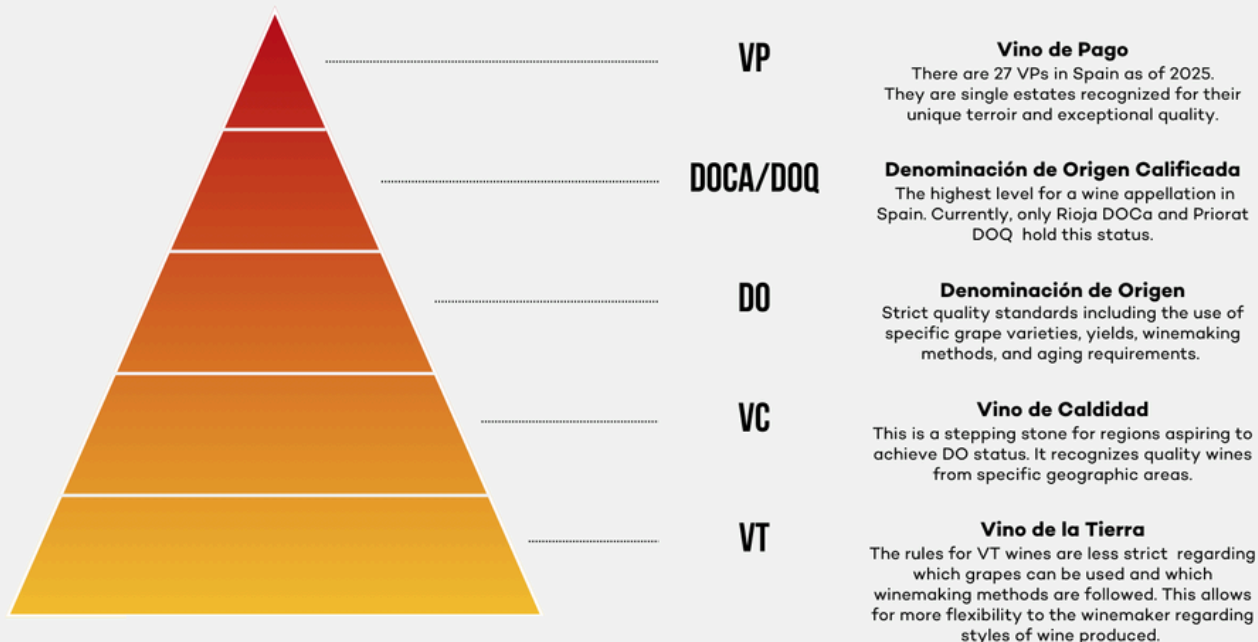 VP
Vino de Pago
There are 27 VPs in Spain as of 2025.
They are single estates recognized for their
unique terroir and exceptional quality.
DOCA/DOQ
Denominación de Origen Calificada
The highest level for a wine appellation in
Spain. Currently, only Rioja DOCa and Priorat
DOQ hold this status.
DO
Denominación de Origen
Strict quality standards including the use of
specific grape varieties, yields, winemaking
methods, and aging requirements.
VC
Vino de Caldidad
This is a stepping stone for regions aspiring to
achieve DO status. It recognizes quality wines
from specific geographic areas.
VT
Vino de la Tierra
The rules for VT wines are less strict regarding
which grapes can be used and which
winemaking methods are followed. This allows
for more flexibility to the winemaker regarding
styles of wine produced.